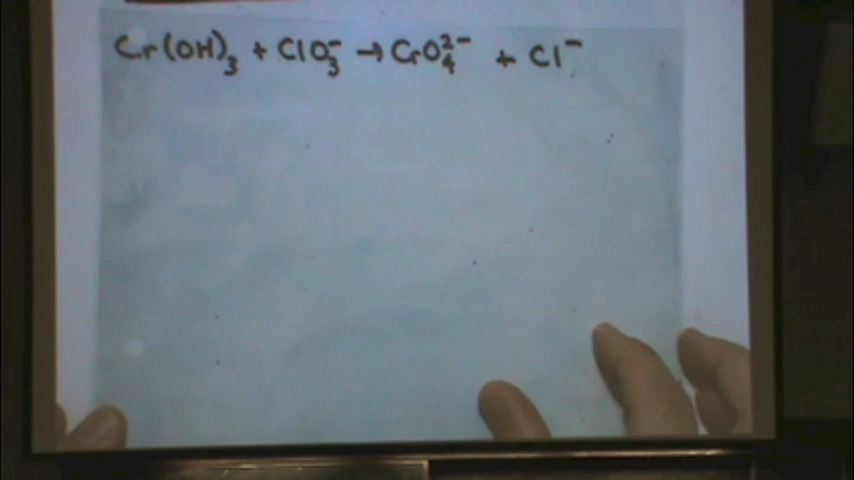 Cr(OH)₃ + ClO₃⁻ → CrO₄²⁻ + Cl⁻